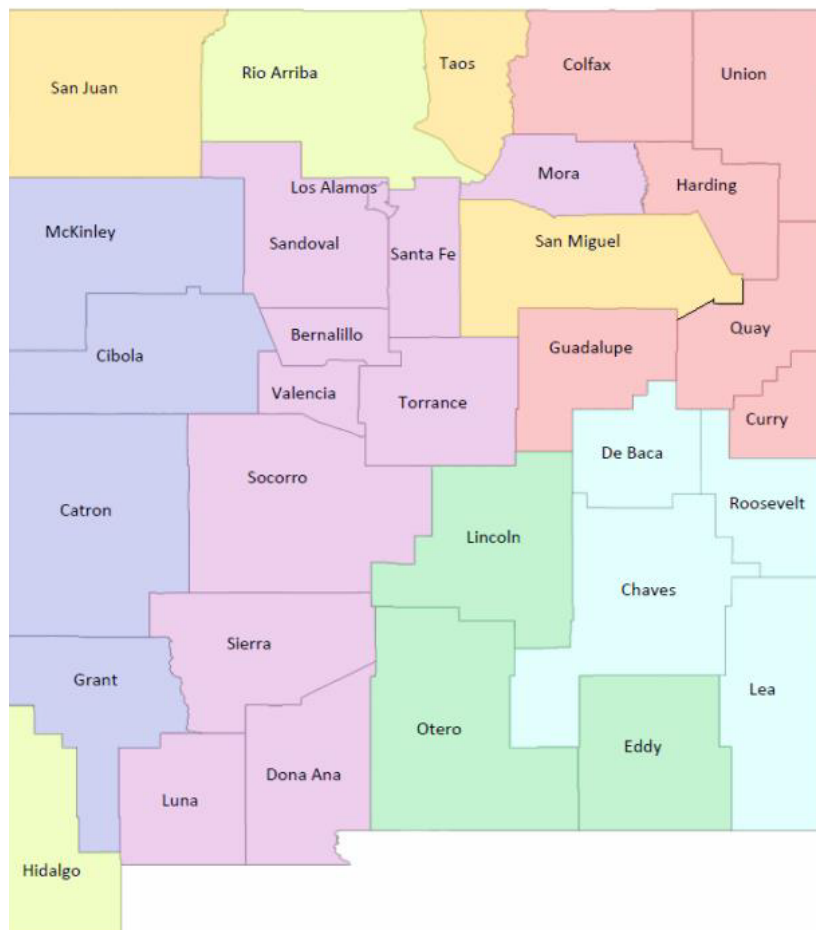 Taos
Colfax
Rio Arriba
Union
San Juan
Mora
Harding
Los Alamos
McKinley
Sandoval
San Miguel
Santa Fe
Quay
Bernalillo
Guadalupe
Cibola
Valencia
Torrance
Curry
De Baca
Socorro
Roosevelt
Catron
Lincoln
Chaves
Sierra
Grant
Lea
Otero
Eddy
Dona Ana
Luna
Hidalgo